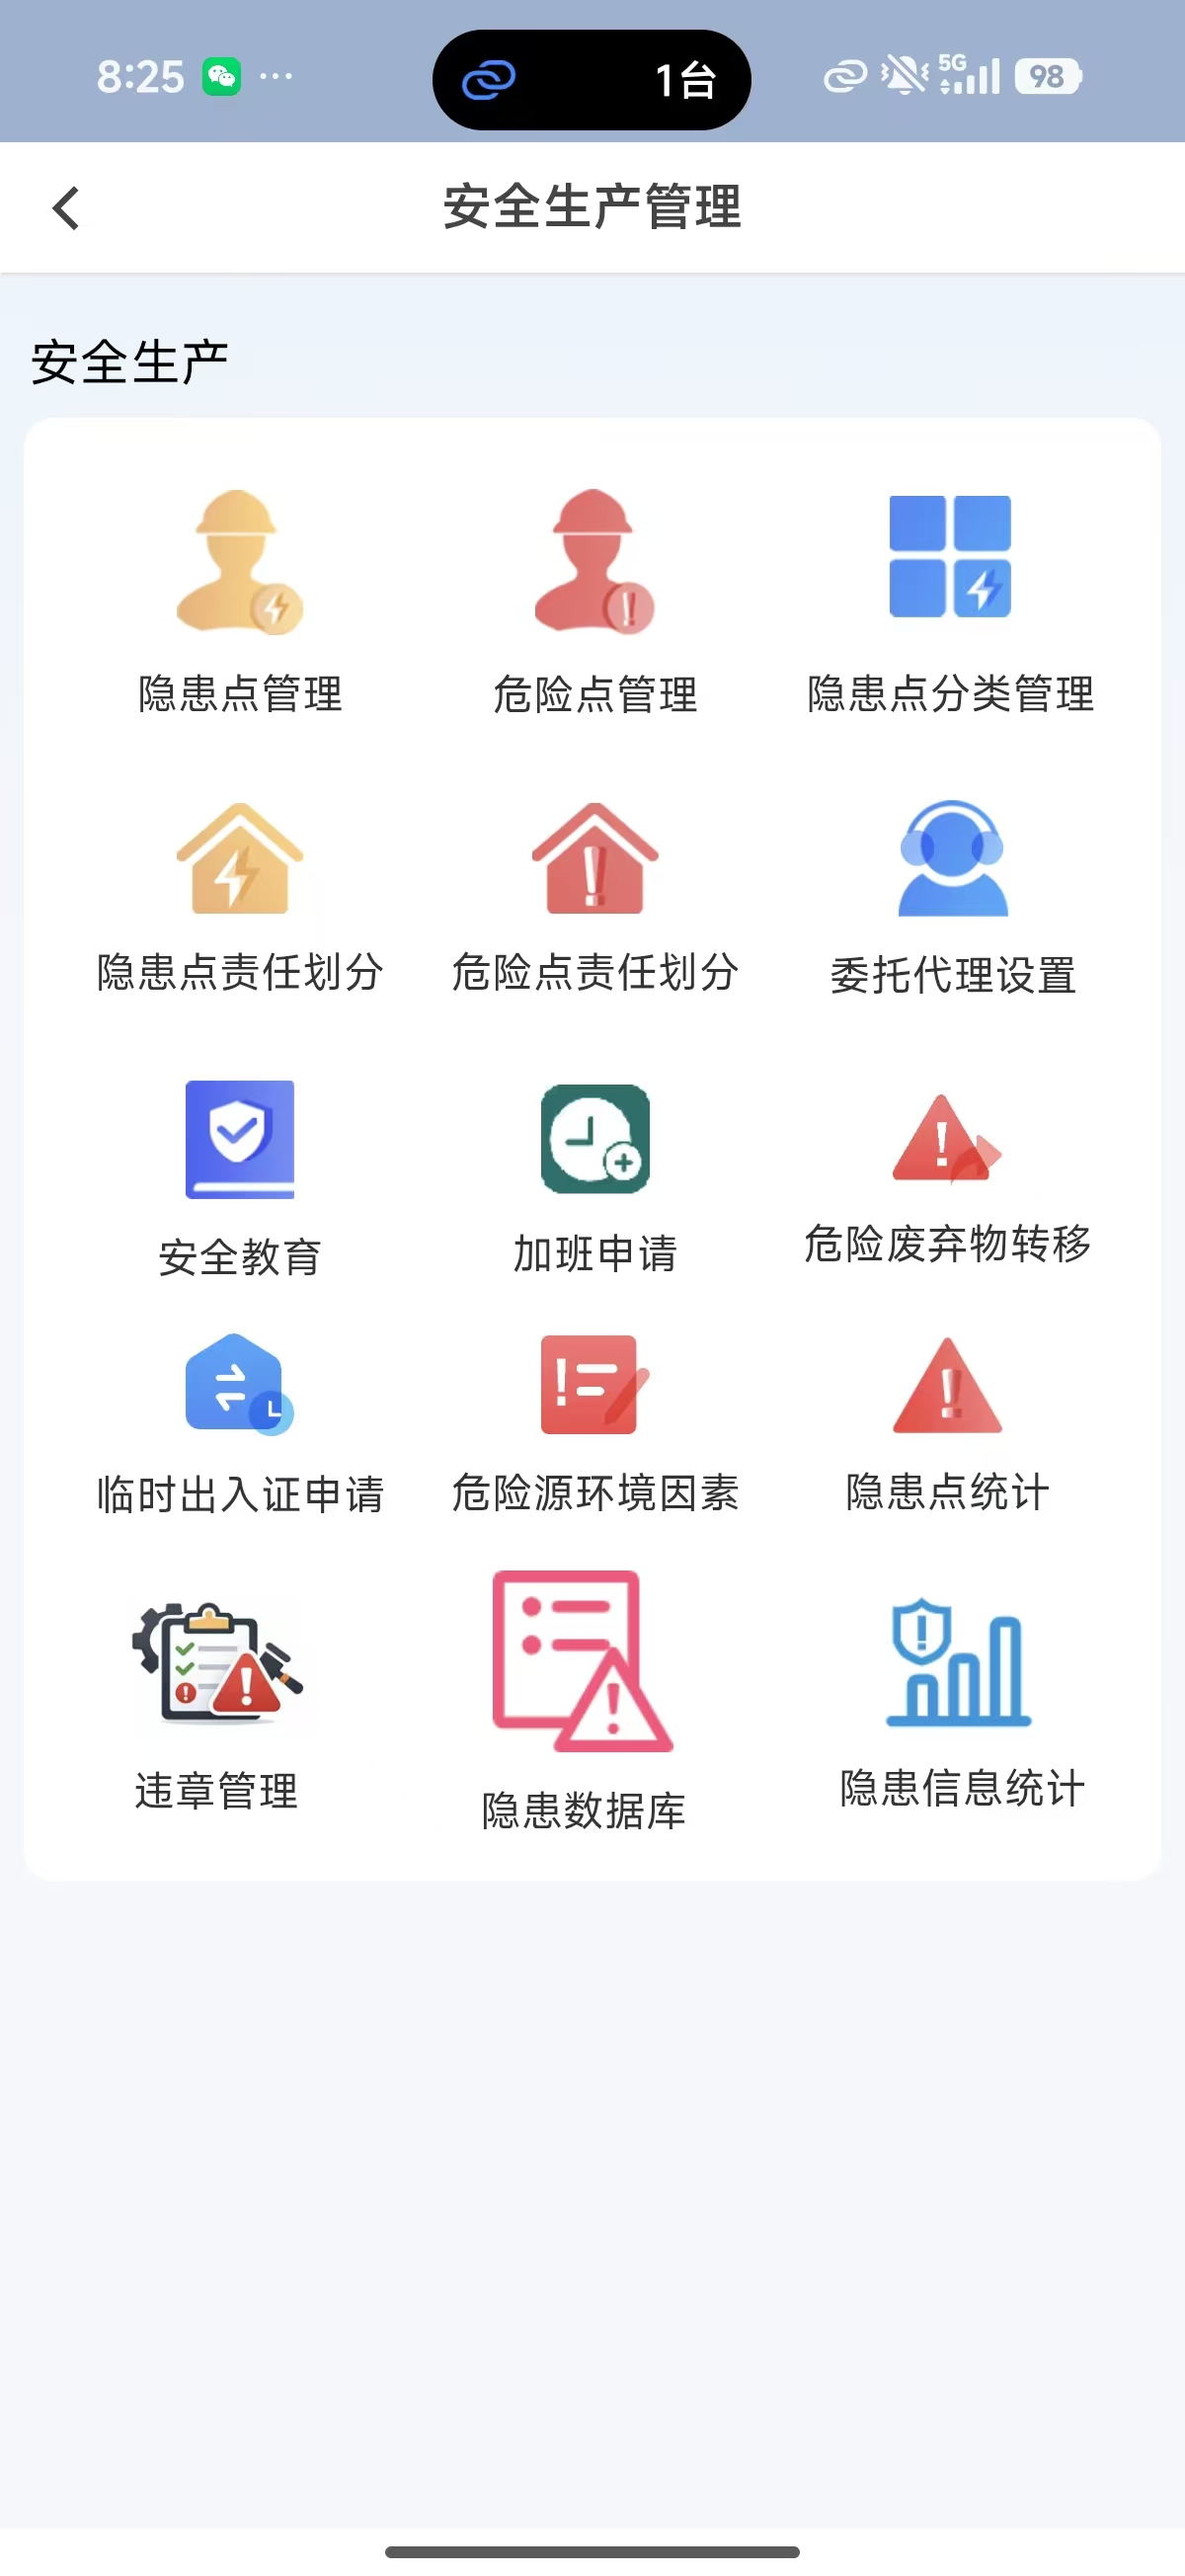 8:25
1台
5G
98
安全生产管理
安全生产
隐患点管理
危险点管理
隐患点分类管理
隐患点责任划分
危险点责任划分
委托代理设置
安全教育
加班申请
危险废弃物转移
临时出入证申请
危险源环境因素
隐患点统计
违章管理
隐患数据库
隐患信息统计